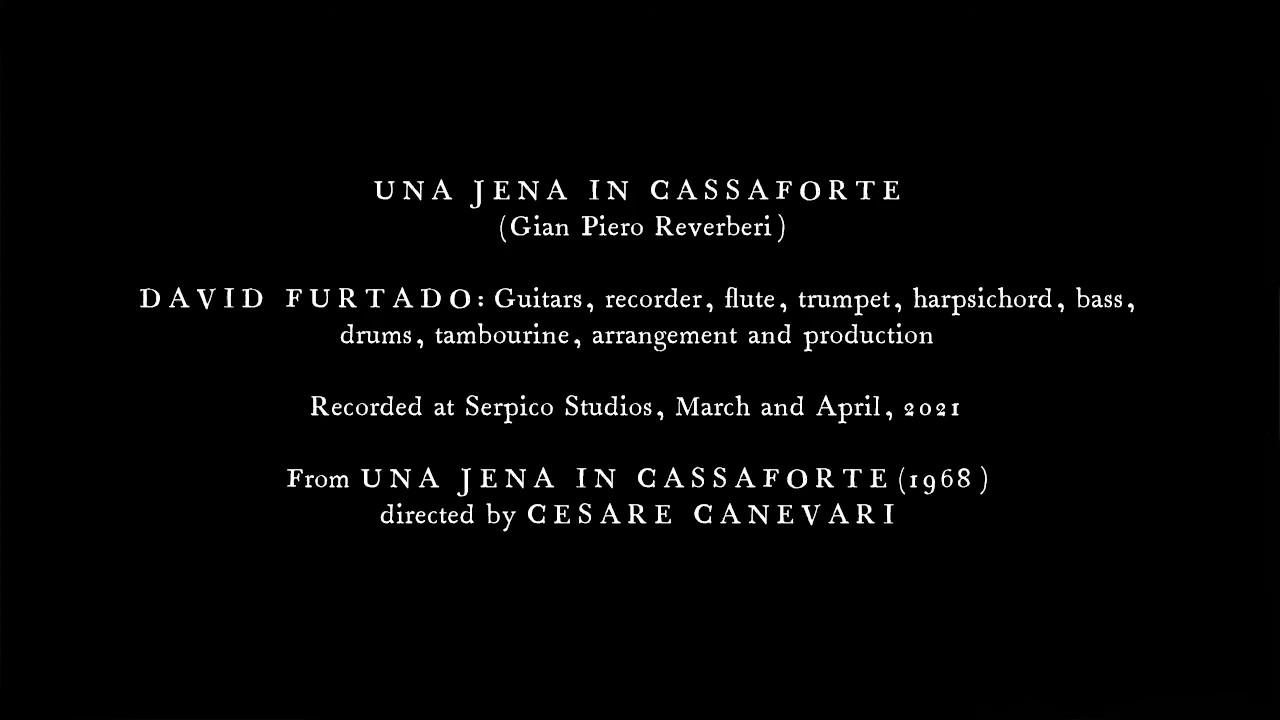 UNA JENA IN CASSAFORTE
(Gian Piero Reverberi)
DAVID FURTADO: Guitars, recorder, flute, trumpet, harpsichord, bass,
drums, tambourine, arrangement and production
Recorded at Serpico Studios, March and April, 2021
From UNA JENA IN CASSAFORTE (1968)
directed by CESARE CANEVARI